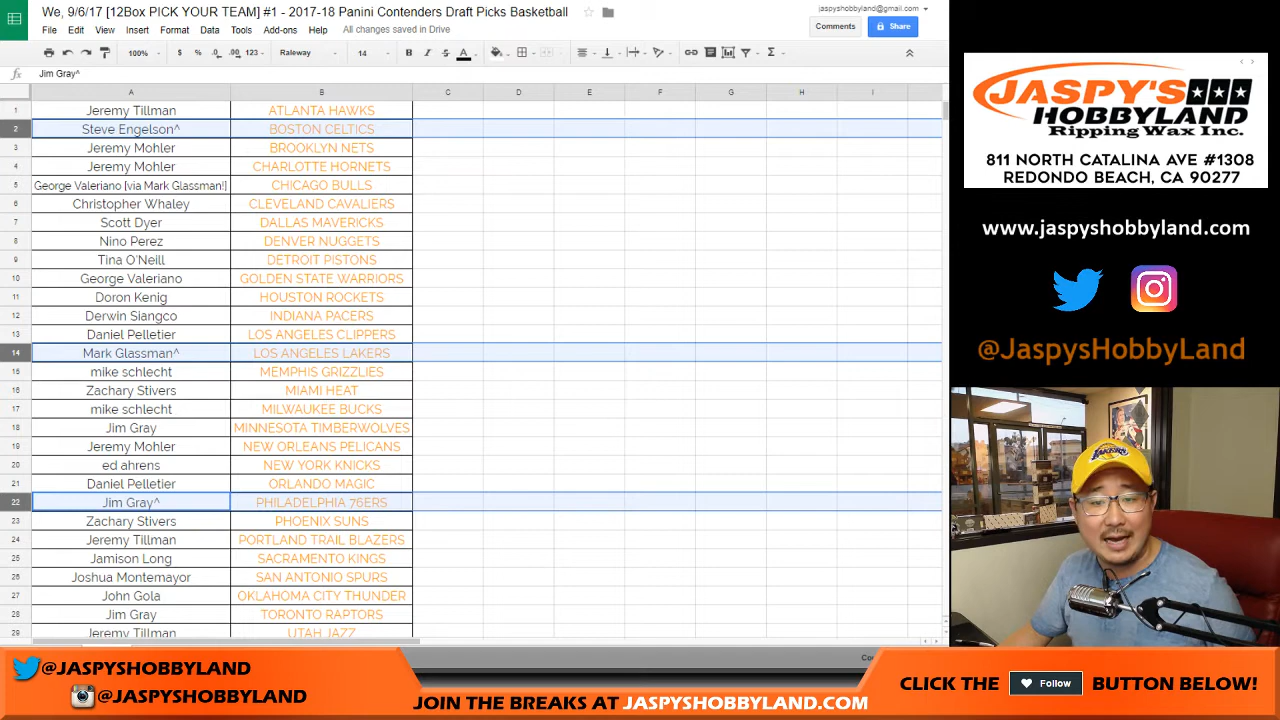 We, 9/6/17 [12Box PICK YOUR TEAM] #1 - 2017-18 Panini Contenders Draft Picks Basketball
jaspyshobbyland@gmail.com
File Edit View Insert Format Data Tools Add-ons Help All changes saved in Drive
Comments Share
100% $ % .0 .00 123 Raleway 14 B I S A
fx Jim Gray^
A B C D E F G H I
1 Jeremy Tillman ATLANTA HAWKS
2 Steve Engelson^ BOSTON CELTICS
3 Jeremy Mohler BROOKLYN NETS
4 Jeremy Mohler CHARLOTTE HORNETS
5 George Valeriano [via Mark Glassman!] CHICAGO BULLS
6 Christopher Whaley CLEVELAND CAVALIERS
7 Scott Dyer DALLAS MAVERICKS
8 Nino Perez DENVER NUGGETS
9 Tina O'Neill DETROIT PISTONS
10 George Valeriano GOLDEN STATE WARRIORS
11 Doron Kenig HOUSTON ROCKETS
12 Derwin Siangco INDIANA PACERS
13 Daniel Pelletier LOS ANGELES CLIPPERS
14 Mark Glassman^ LOS ANGELES LAKERS
15 mike schlecht MEMPHIS GRIZZLIES
16 Zachary Stivers MIAMI HEAT
17 mike schlecht MILWAUKEE BUCKS
18 Jim Gray MINNESOTA TIMBERWOLVES
19 Jeremy Mohler NEW ORLEANS PELICANS
20 ed ahrens NEW YORK KNICKS
21 Daniel Pelletier ORLANDO MAGIC
22 Jim Gray^ PHILADELPHIA 76ERS
23 Zachary Stivers PHOENIX SUNS
24 Jeremy Tillman PORTLAND TRAIL BLAZERS
25 Jamison Long SACRAMENTO KINGS
26 Joshua Montemayor SAN ANTONIO SPURS
27 John Gola OKLAHOMA CITY THUNDER
28 Jim Gray TORONTO RAPTORS
29 Jeremy Tillman UTAH JAZZ
JASPY'S
HOBBYLAND
Ripping Wax Inc.
811 NORTH CATALINA AVE #1308
REDONDO BEACH, CA 90277
www.jaspyshobbyland.com
@JaspysHobbyLand
LAKERS
@JASPYSHOBBYLAND
@JASPYSHOBBYLAND
JOIN THE BREAKS AT JASPYSHOBBYLAND.COM
CLICK THE Follow BUTTON BELOW!